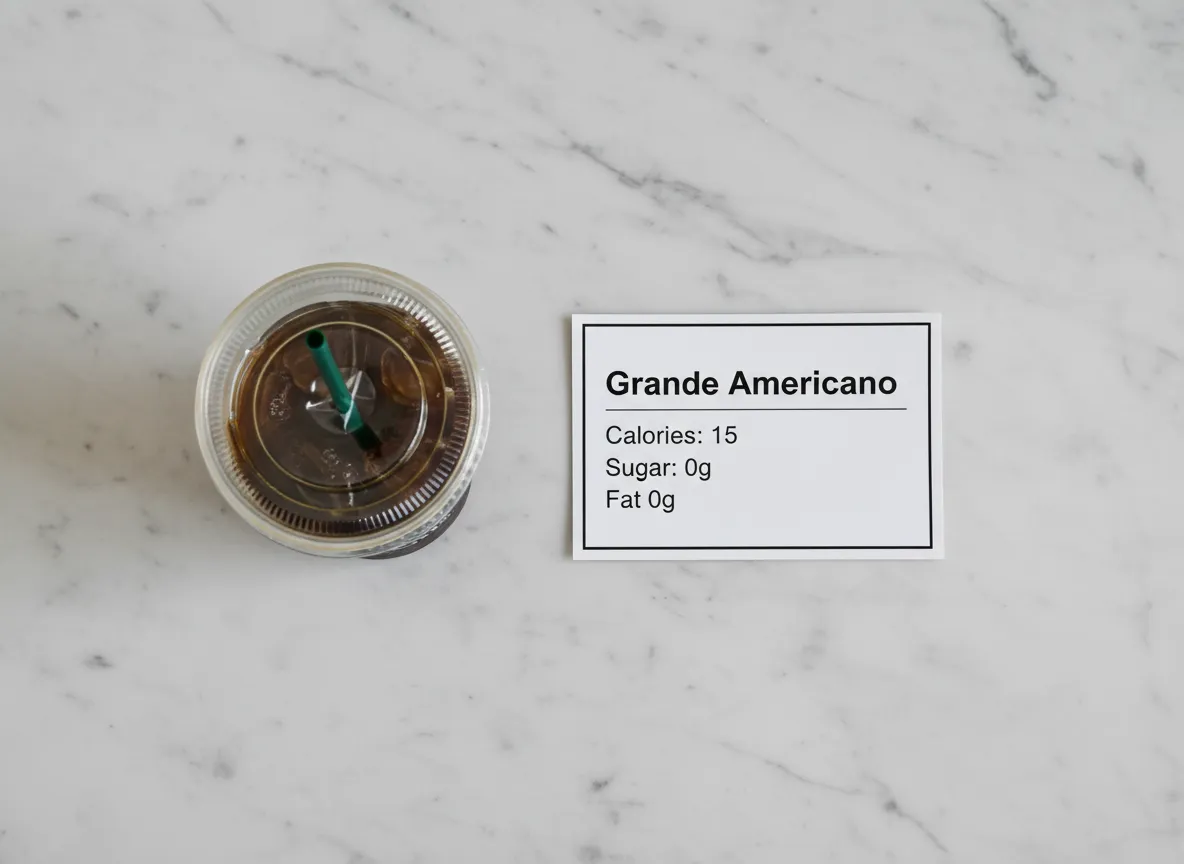 Grande Americano
Calories: 15
Sugar: 0g
Fat 0g